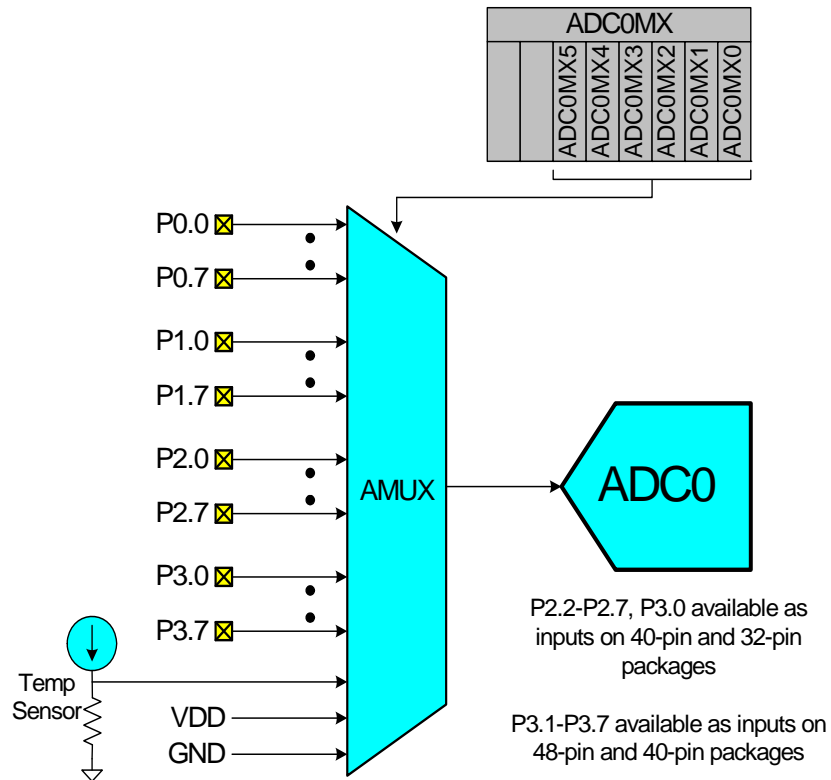 ADC0MX
ADC0MX5
ADC0MX4
ADC0MX3
ADC0MX2
ADC0MX1
ADC0MX0
P0.0
P0.7
P1.0
P1.7
P2.0
P2.7
P3.0
P3.7
Temp
Sensor
VDD
GND
AMUX
ADC0
P2.2-P2.7, P3.0 available as
inputs on 40-pin and 32-pin
packages
P3.1-P3.7 available as inputs on
48-pin and 40-pin packages